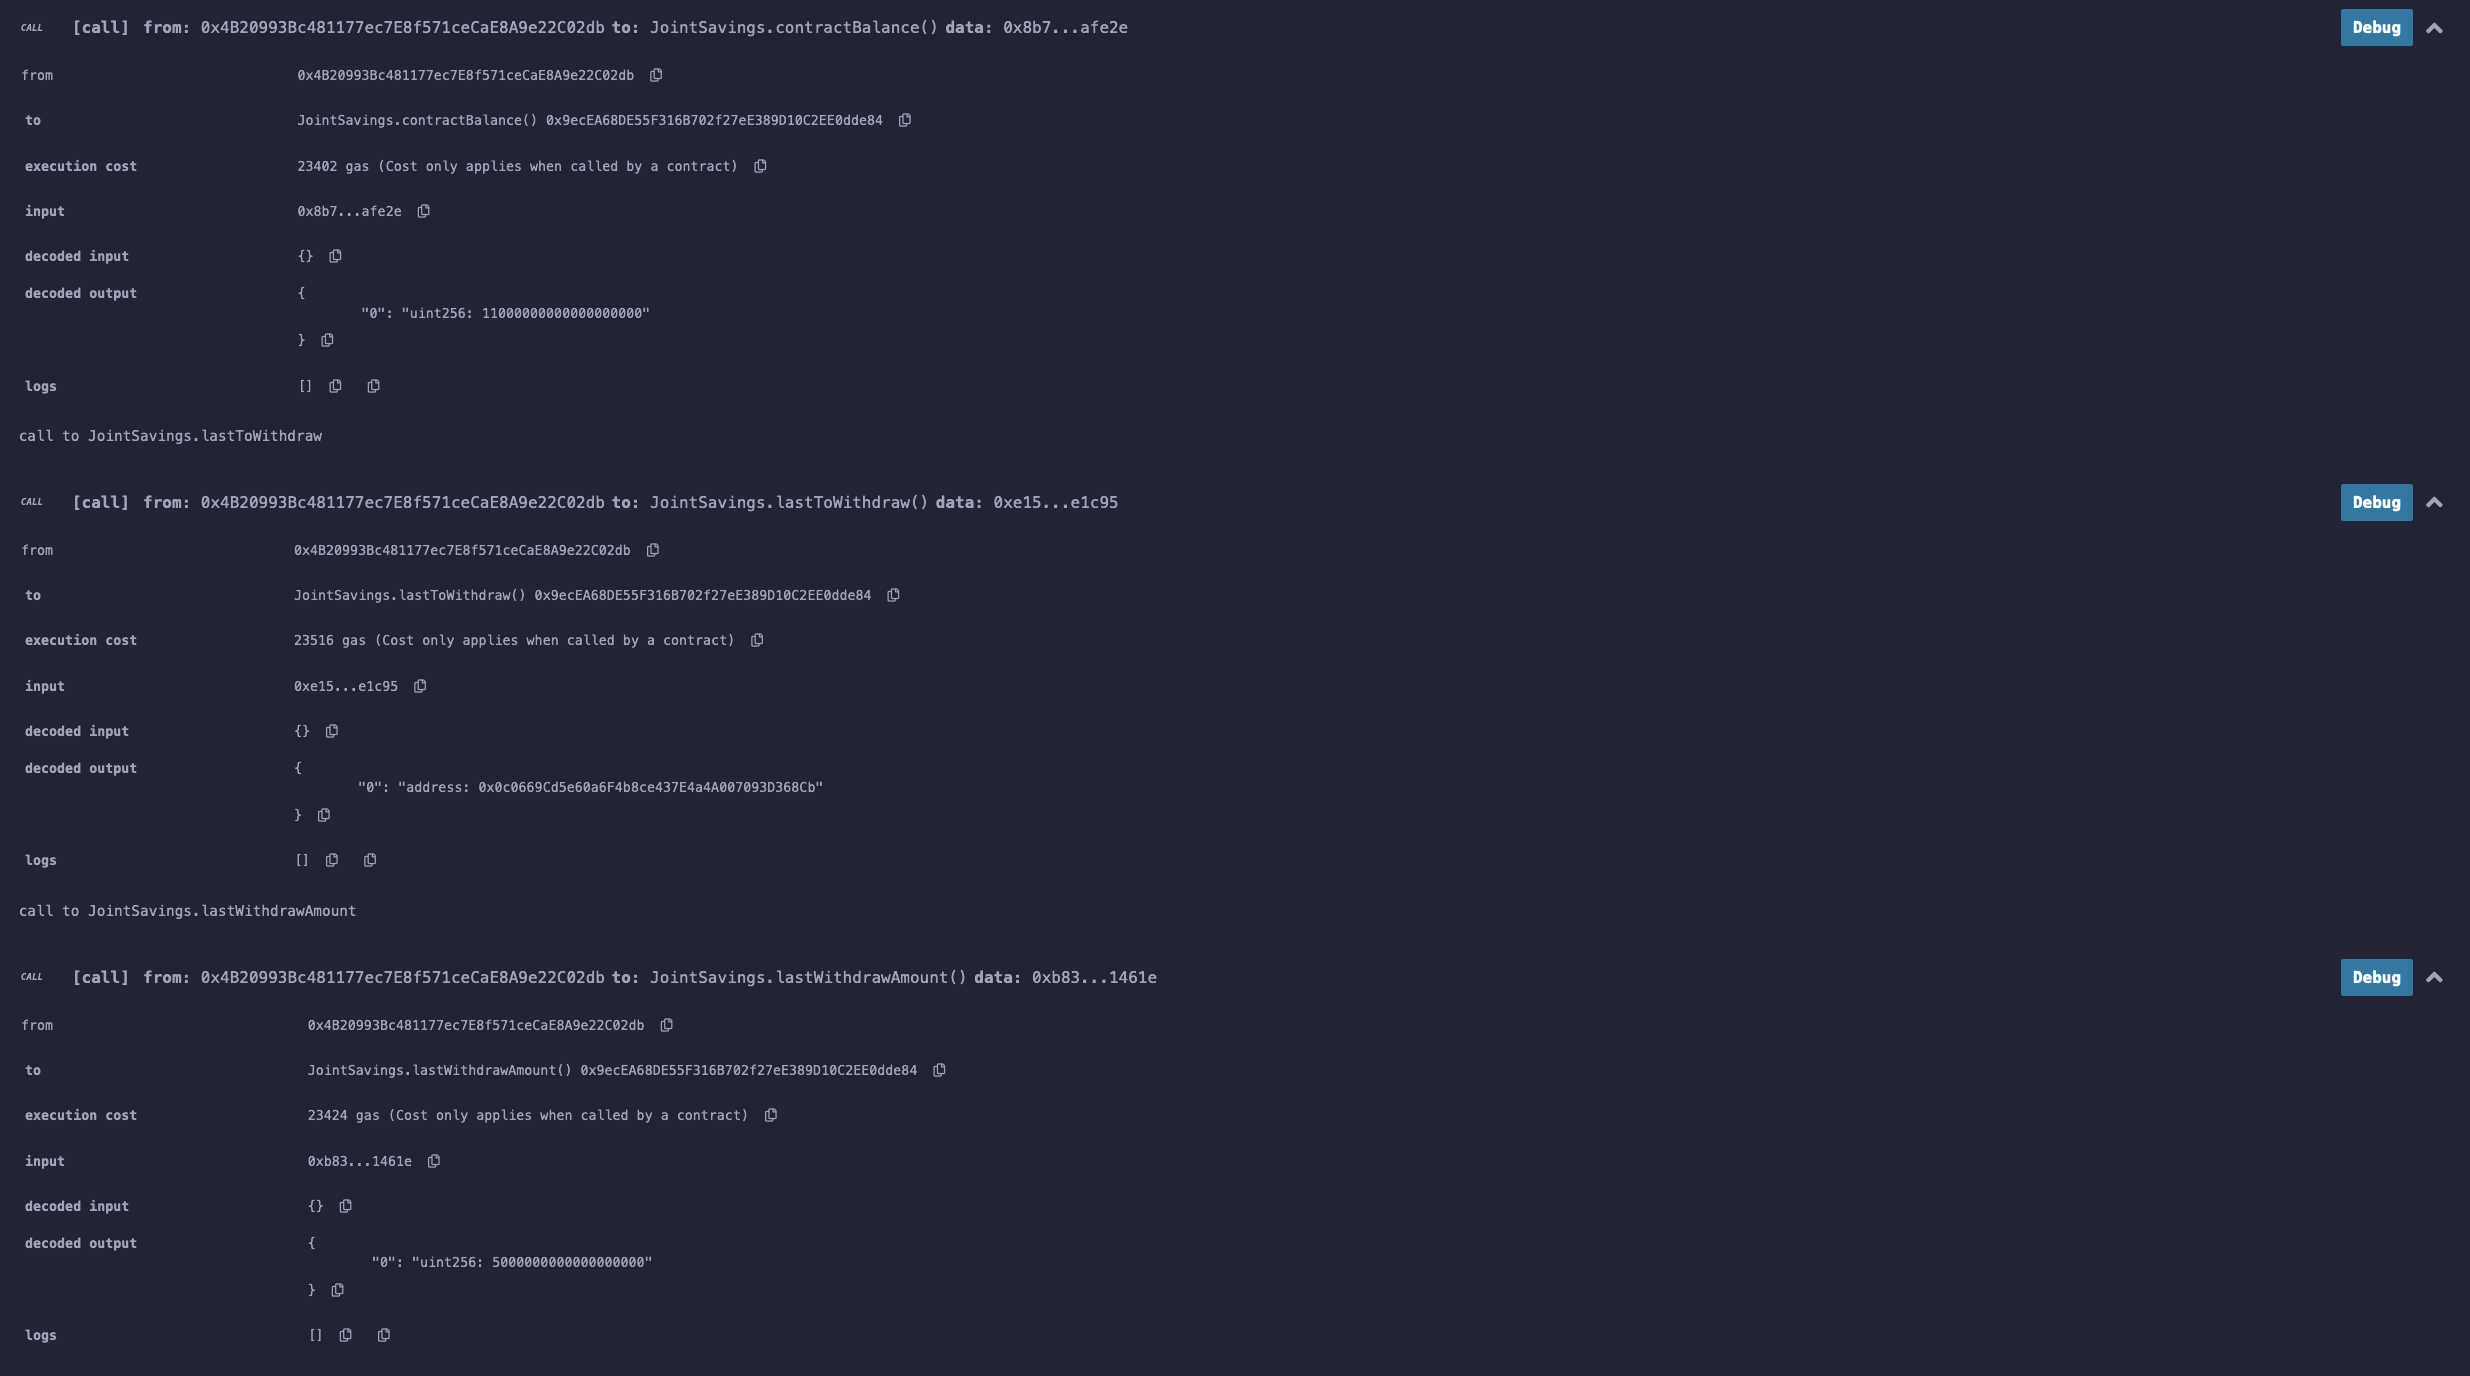 CALL [call] from: 0x4B20993Bc481177ec7E8f571ceCaE8A9e22C02db to: JointSavings.contractBalance() data: 0x8b7...afe2e Debug
from 0x4B20993Bc481177ec7E8f571ceCaE8A9e22C02db
to JointSavings.contractBalance() 0x9ecEA68DE55F316B702f27eE389D10C2EE0dde84
execution cost 23402 gas (Cost only applies when called by a contract)
input 0x8b7...afe2e
decoded input {}
decoded output {
"0": "uint256: 11000000000000000000"
}
logs []
call to JointSavings.lastToWithdraw
CALL [call] from: 0x4B20993Bc481177ec7E8f571ceCaE8A9e22C02db to: JointSavings.lastToWithdraw() data: 0xe15...e1c95 Debug
from 0x4B20993Bc481177ec7E8f571ceCaE8A9e22C02db
to JointSavings.lastToWithdraw() 0x9ecEA68DE55F316B702f27eE389D10C2EE0dde84
execution cost 23516 gas (Cost only applies when called by a contract)
input 0xe15...e1c95
decoded input {}
decoded output {
"0": "address: 0x0c0669Cd5e60a6F4b8ce437E4a4A007093D368Cb"
}
logs []
call to JointSavings.lastWithdrawAmount
CALL [call] from: 0x4B20993Bc481177ec7E8f571ceCaE8A9e22C02db to: JointSavings.lastWithdrawAmount() data: 0xb83...1461e Debug
from 0x4B20993Bc481177ec7E8f571ceCaE8A9e22C02db
to JointSavings.lastWithdrawAmount() 0x9ecEA68DE55F316B702f27eE389D10C2EE0dde84
execution cost 23424 gas (Cost only applies when called by a contract)
input 0xb83...1461e
decoded input {}
decoded output {
"0": "uint256: 5000000000000000000"
}
logs []